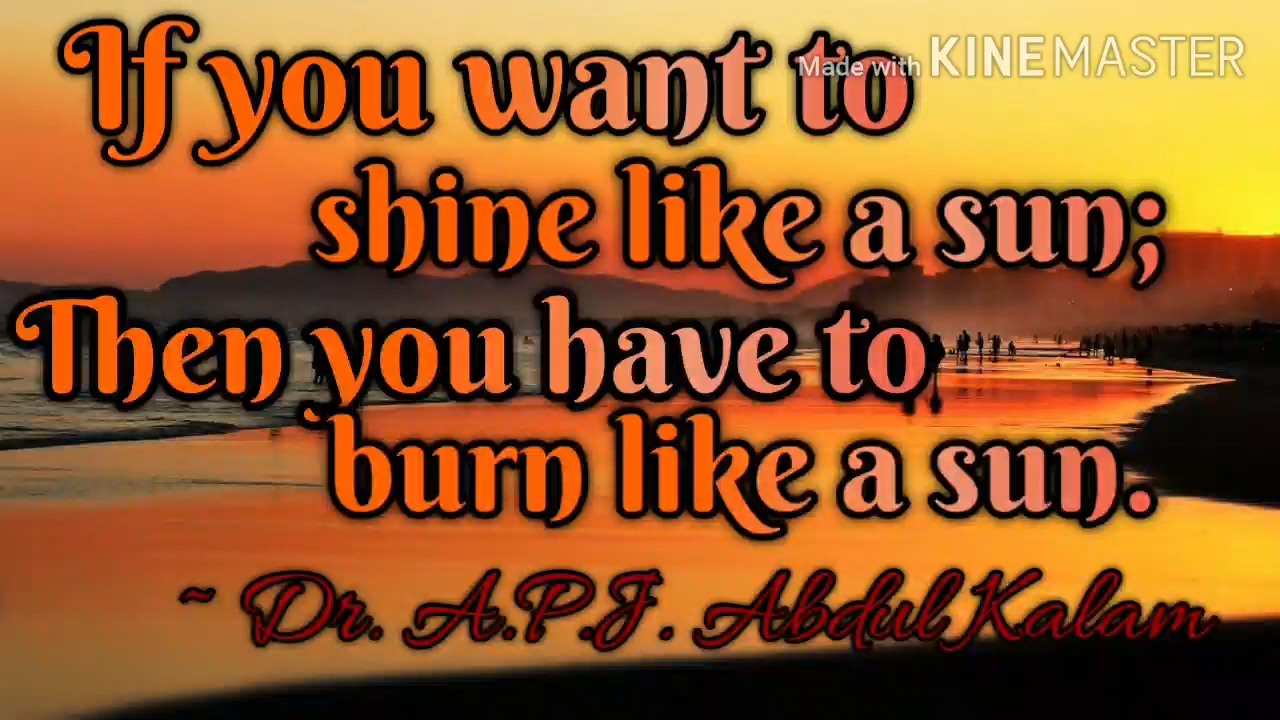 If you want to
Made with KINEMASTER
shine like a sun;
Then you have to
burn like a sun.
~ Dr. A.P.J. Abdul Kalam